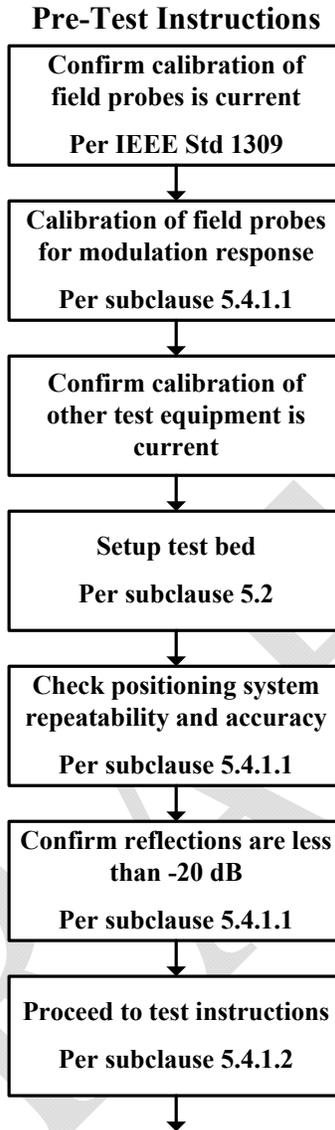 Pre-Test Instructions
Confirm calibration of
field probes is current
Per IEEE Std 1309
Calibration of field probes
for modulation response
Per subclause 5.4.1.1
Confirm calibration of
other test equipment is
current
Setup test bed
Per subclause 5.2
Check positioning system
repeatability and accuracy
Per subclause 5.4.1.1
Confirm reflections are less
than -20 dB
Per subclause 5.4.1.1
Proceed to test instructions
Per subclause 5.4.1.2